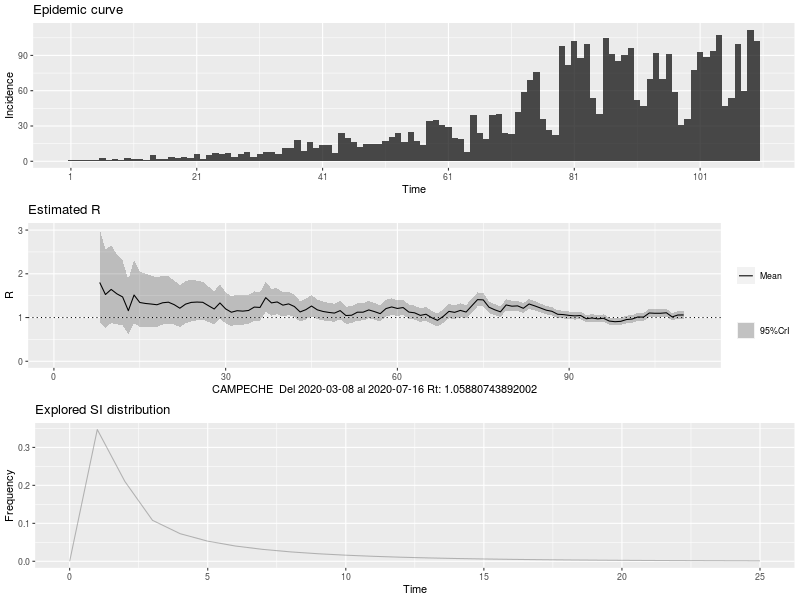 Epidemic curve
90
60
30
0
Incidence
1
21
41
61
81
101
Time
Estimated R
3
2
1
0
R
0
30
60
90
CAMPECHE Del 2020-03-08 al 2020-07-16 Rt: 1.05880743892002
Mean
95%CrI
Explored SI distribution
0.3
0.2
0.1
0.0
Frequency
0
5
10
15
20
25
Time